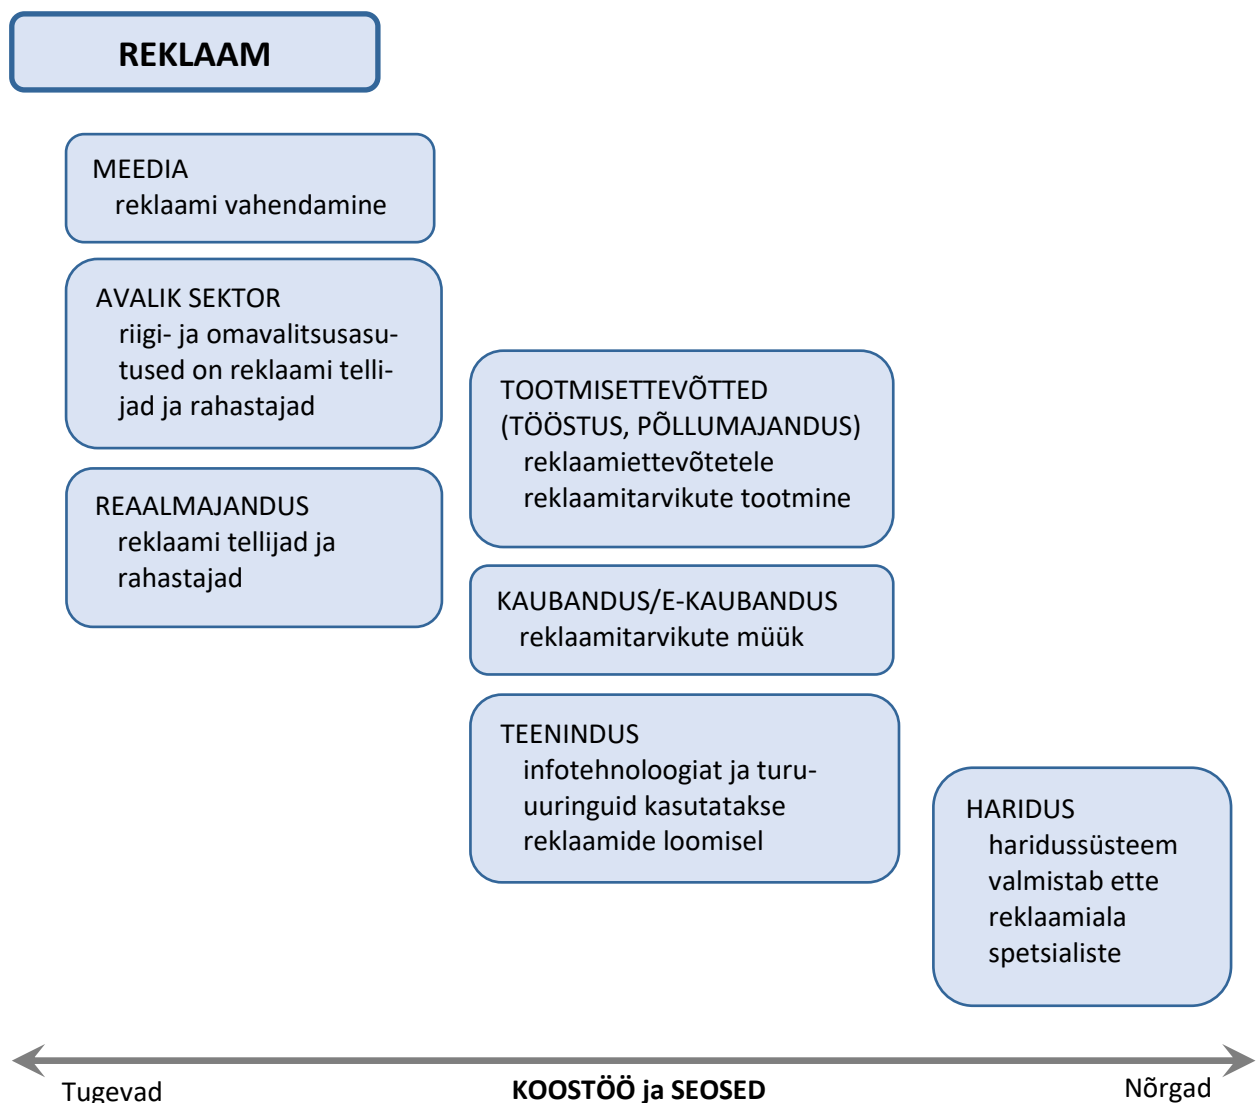 REKLAAM
MEEDIA
reklaami vahendamine
AVALIK SEKTOR
riigi- ja omavalitsusasu-
tused on reklaami telli-
jad ja rahastajad
REAALMAJANDUS
reklaami tellijad ja
rahastajad
TOOTMISETTEVÕTTED
(TÖÖSTUS, PÕLLUMAJANDUS)
reklaamiettevõtetele
reklaamitarvikute tootmine
KAUBANDUS/E-KAUBANDUS
reklaamitarvikute müük
TEENINDUS
infotehnoloogiat ja turu-
uuringuid kasutatakse
reklaamide loomisel
HARIDUS
haridussüsteem
valmistab ette
reklaamiala
spetsialiste
Tugevad
KOOSTÖÖ ja SEOSED
Nõrgad